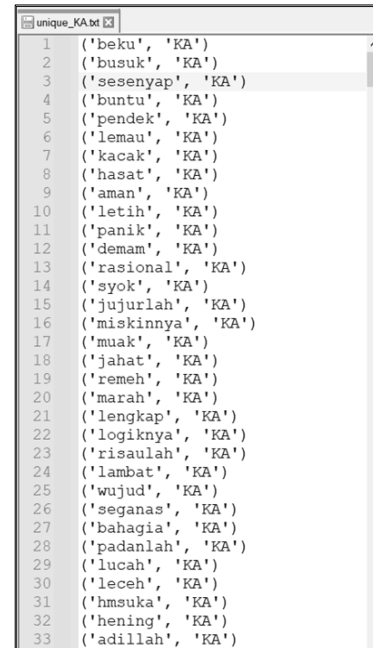 unique_KA.txt
1 ('beku', 'KA')
2 ('busuk', 'KA')
3 ('sesenyap', 'KA')
4 ('buntu', 'KA')
5 ('pendek', 'KA')
6 ('lemau', 'KA')
7 ('kacak', 'KA')
8 ('hasat', 'KA')
9 ('aman', 'KA')
10 ('letih', 'KA')
11 ('panik', 'KA')
12 ('demam', 'KA')
13 ('rasional', 'KA')
14 ('syok', 'KA')
15 ('jujurlah', 'KA')
16 ('miskinnya', 'KA')
17 ('muak', 'KA')
18 ('jahat', 'KA')
19 ('remeh', 'KA')
20 ('marah', 'KA')
21 ('lengkap', 'KA')
22 ('logiknya', 'KA')
23 ('risaulah', 'KA')
24 ('lambat', 'KA')
25 ('wujud', 'KA')
26 ('seganas', 'KA')
27 ('bahagia', 'KA')
28 ('padanlah', 'KA')
29 ('lucah', 'KA')
30 ('leceh', 'KA')
31 ('hmsuka', 'KA')
32 ('hening', 'KA')
33 ('adillah', 'KA')